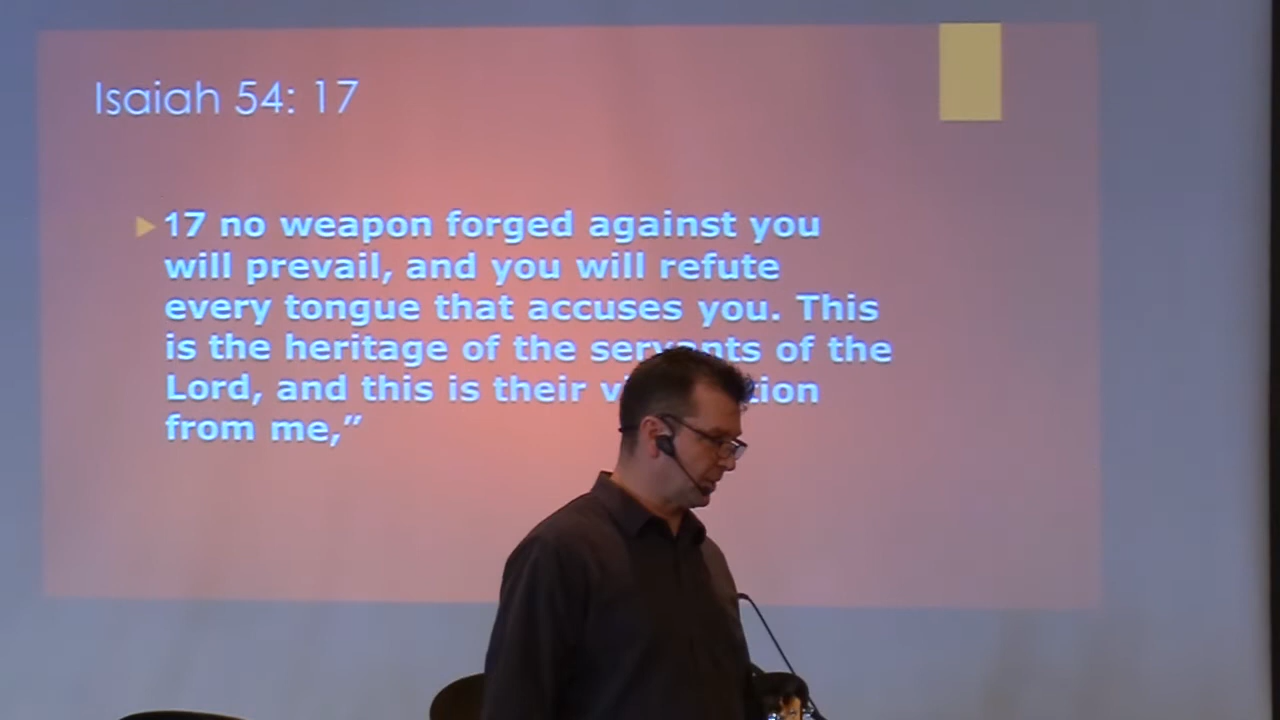 Isaiah 54: 17
17 no weapon forged against you
will prevail, and you will refute
every tongue that accuses you. This
is the heritage of the servants of the
Lord, and this is their
from me,”